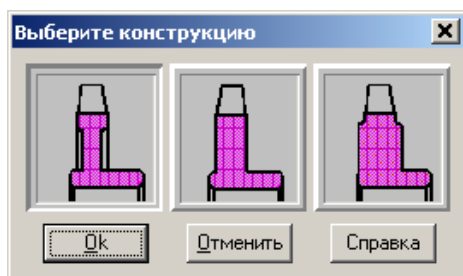 Выберите конструкцию
Ok Отменить Справка